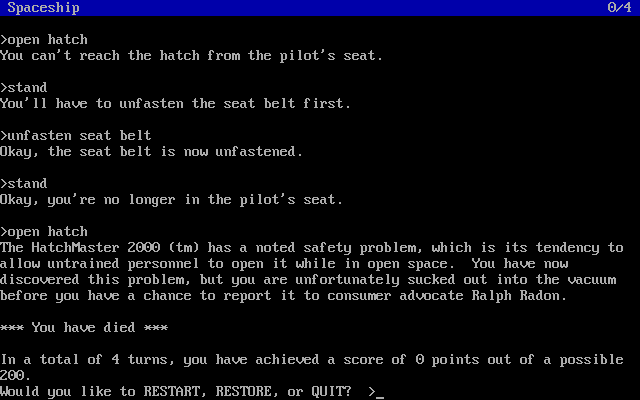 Spaceship 0/4
>open hatch
You can't reach the hatch from the pilot's seat.
>stand
You'll have to unfasten the seat belt first.
>unfasten seat belt
Okay, the seat belt is now unfastened.
>stand
Okay, you're no longer in the pilot's seat.
>open hatch
The HatchMaster 2000 (tm) has a noted safety problem, which is its tendency to
allow untrained personnel to open it while in open space.  You have now
discovered this problem, but you are unfortunately sucked out into the vacuum
before you have a chance to report it to consumer advocate Ralph Radon.
*** You have died ***
In a total of 4 turns, you have achieved a score of 0 points out of a possible
200.
Would you like to RESTART, RESTORE, or QUIT?  >_